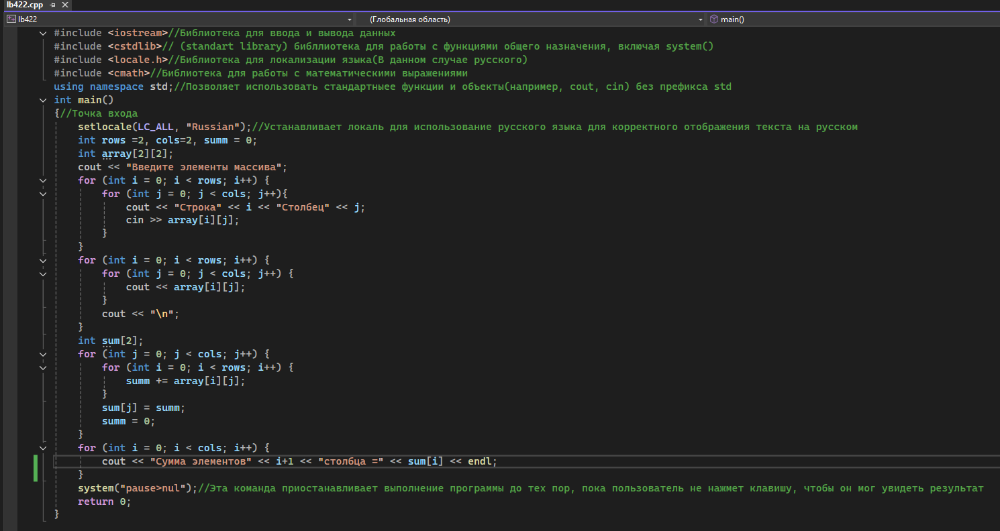 lb422.cpp
lb422 (Глобальная область) main()
#include <iostream>//Библиотека для ввода и вывода данных
#include <cstdlib>// (standart library) библлиотека для работы с функциями общего назначения, включая system()
#include <locale.h>//Библиотека для локализации языка(В данном случае русского)
#include <cmath>//Библиотека для работы с математическими выражениями
using namespace std;//Позволяет использовать стандартныее функции и объекты(например, cout, cin) без префикса std
int main()
{//Точка входа
    setlocale(LC_ALL, "Russian");//Устанавливает локаль для использование русского языка для корректного отображения текста на русском
    int rows =2, cols=2, summ = 0;
    int array[2][2];
    cout << "Введите элементы массива";
    for (int i = 0; i < rows; i++) {
        for (int j = 0; j < cols; j++){
            cout << "Строка" << i << "Столбец" << j;
            cin >> array[i][j];
        }
    }
    for (int i = 0; i < rows; i++) {
        for (int j = 0; j < cols; j++) {
            cout << array[i][j];
        }
        cout << "\n";
    }
    int sum[2];
    for (int j = 0; j < cols; j++) {
        for (int i = 0; i < rows; i++) {
            summ += array[i][j];
        }
        sum[j] = summ;
        summ = 0;
    }
    for (int i = 0; i < cols; i++) {
        cout << "Сумма элементов" << i+1 << "столбца =" << sum[i] << endl;
    }
    system("pause>nul");//Эта команда приостанавливает выполнение программы до тех пор, пока пользователь не нажмет клавишу, чтобы он мог увидеть результат
    return 0;
}